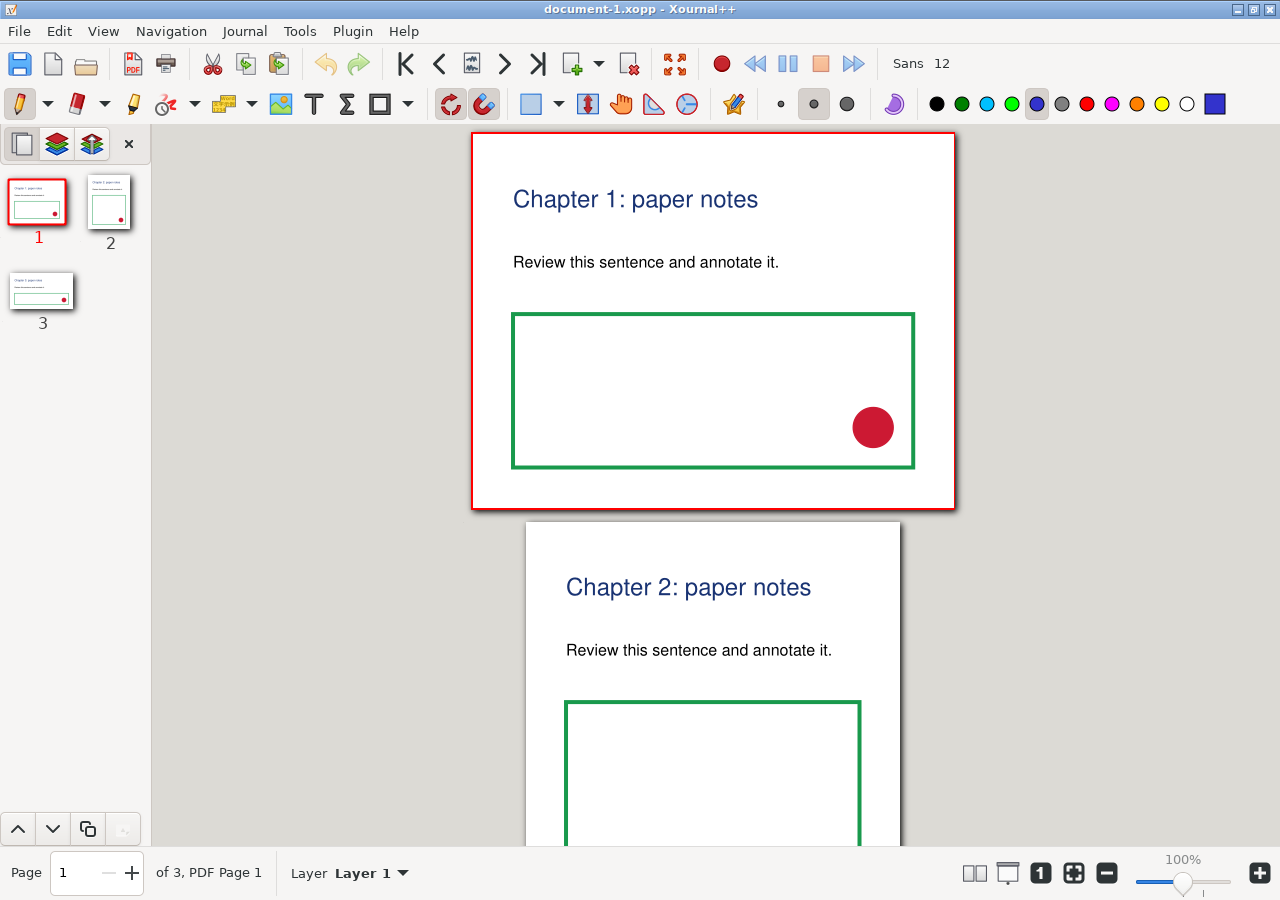 document-1.xopp - Xournal++
File Edit View Navigation Journal Tools Plugin Help
PDF
Sans 12
1
2
3
Chapter 1: paper notes
Review this sentence and annotate it.
Chapter 2: paper notes
Review this sentence and annotate it.
Page 1 of 3, PDF Page 1 Layer Layer 1 1 100%